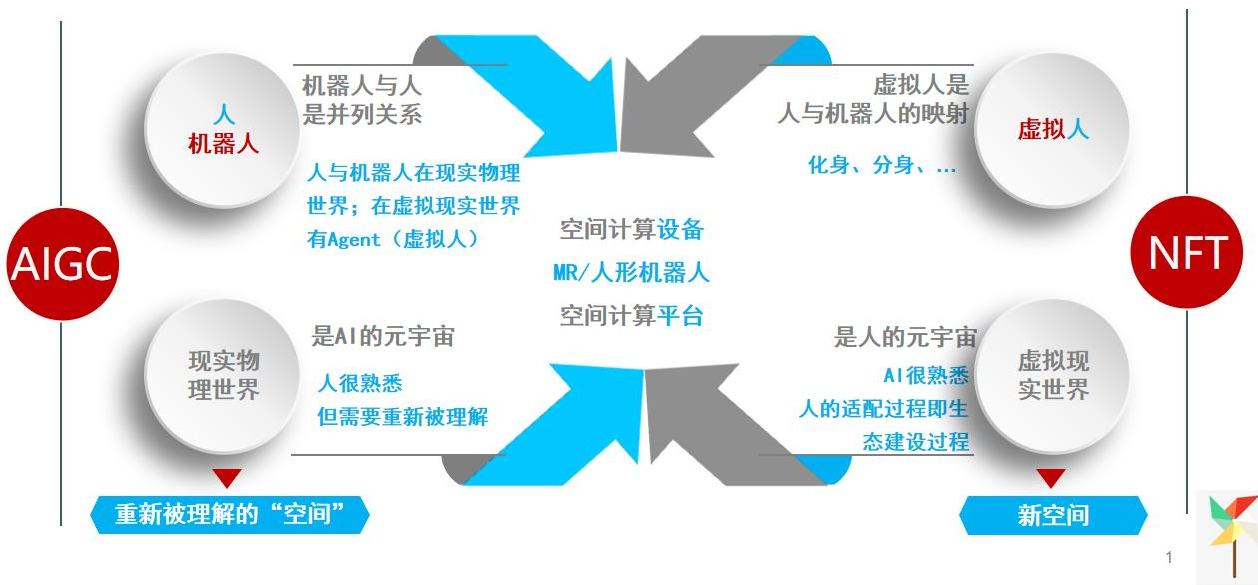 人
机器人
机器人与人
是并列关系
人与机器人在现实物理
世界；在虚拟现实世界
有Agent（虚拟人）
虚拟人是
人与机器人的映射
化身、分身、…
虚拟人
AIGC
空间计算设备
MR/人形机器人
空间计算平台
NFT
现实物
理世界
是AI的元宇宙
人很熟悉
但需要重新被理解
是人的元宇宙
AI很熟悉
人的适配过程即生
态建设过程
虚拟现
实世界
重新被理解的“空间”
新空间
1